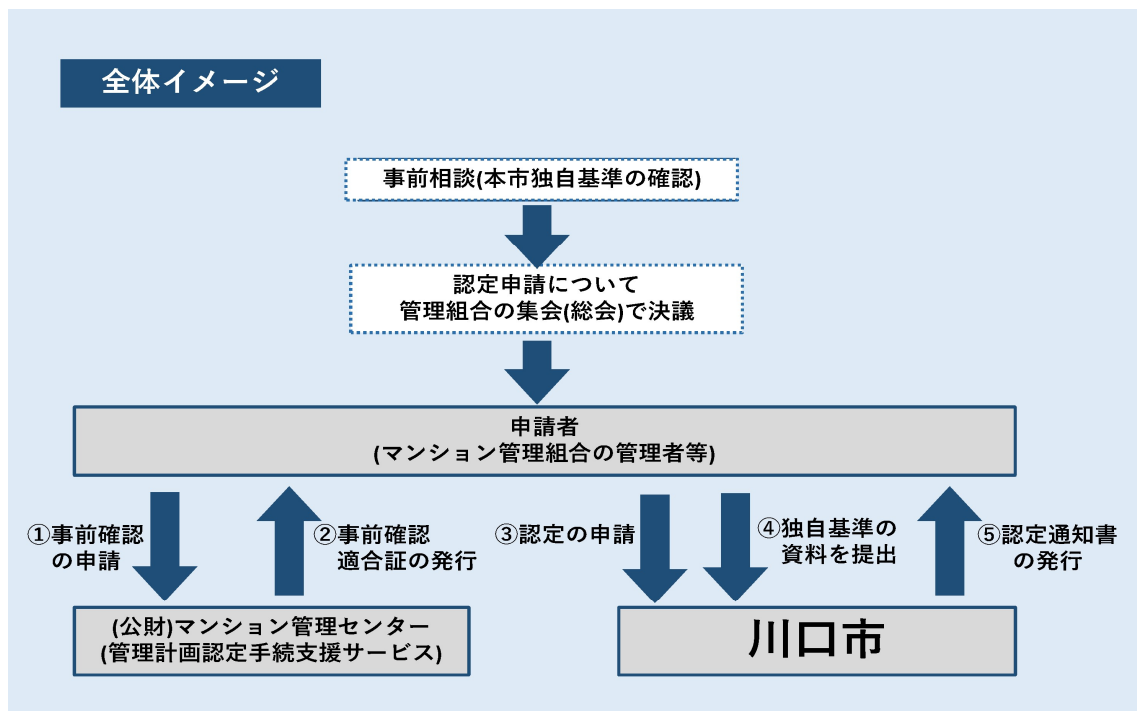 全体イメージ
事前相談(本市独自基準の確認)
認定申請について
管理組合の集会(総会)で決議
申請者
(マンション管理組合の管理者等)
①事前確認
の申請
②事前確認
適合証の発行
③認定の申請
④独自基準の
資料を提出
⑤認定通知書
の発行
(公財)マンション管理センター
(管理計画認定手続支援サービス)
川口市